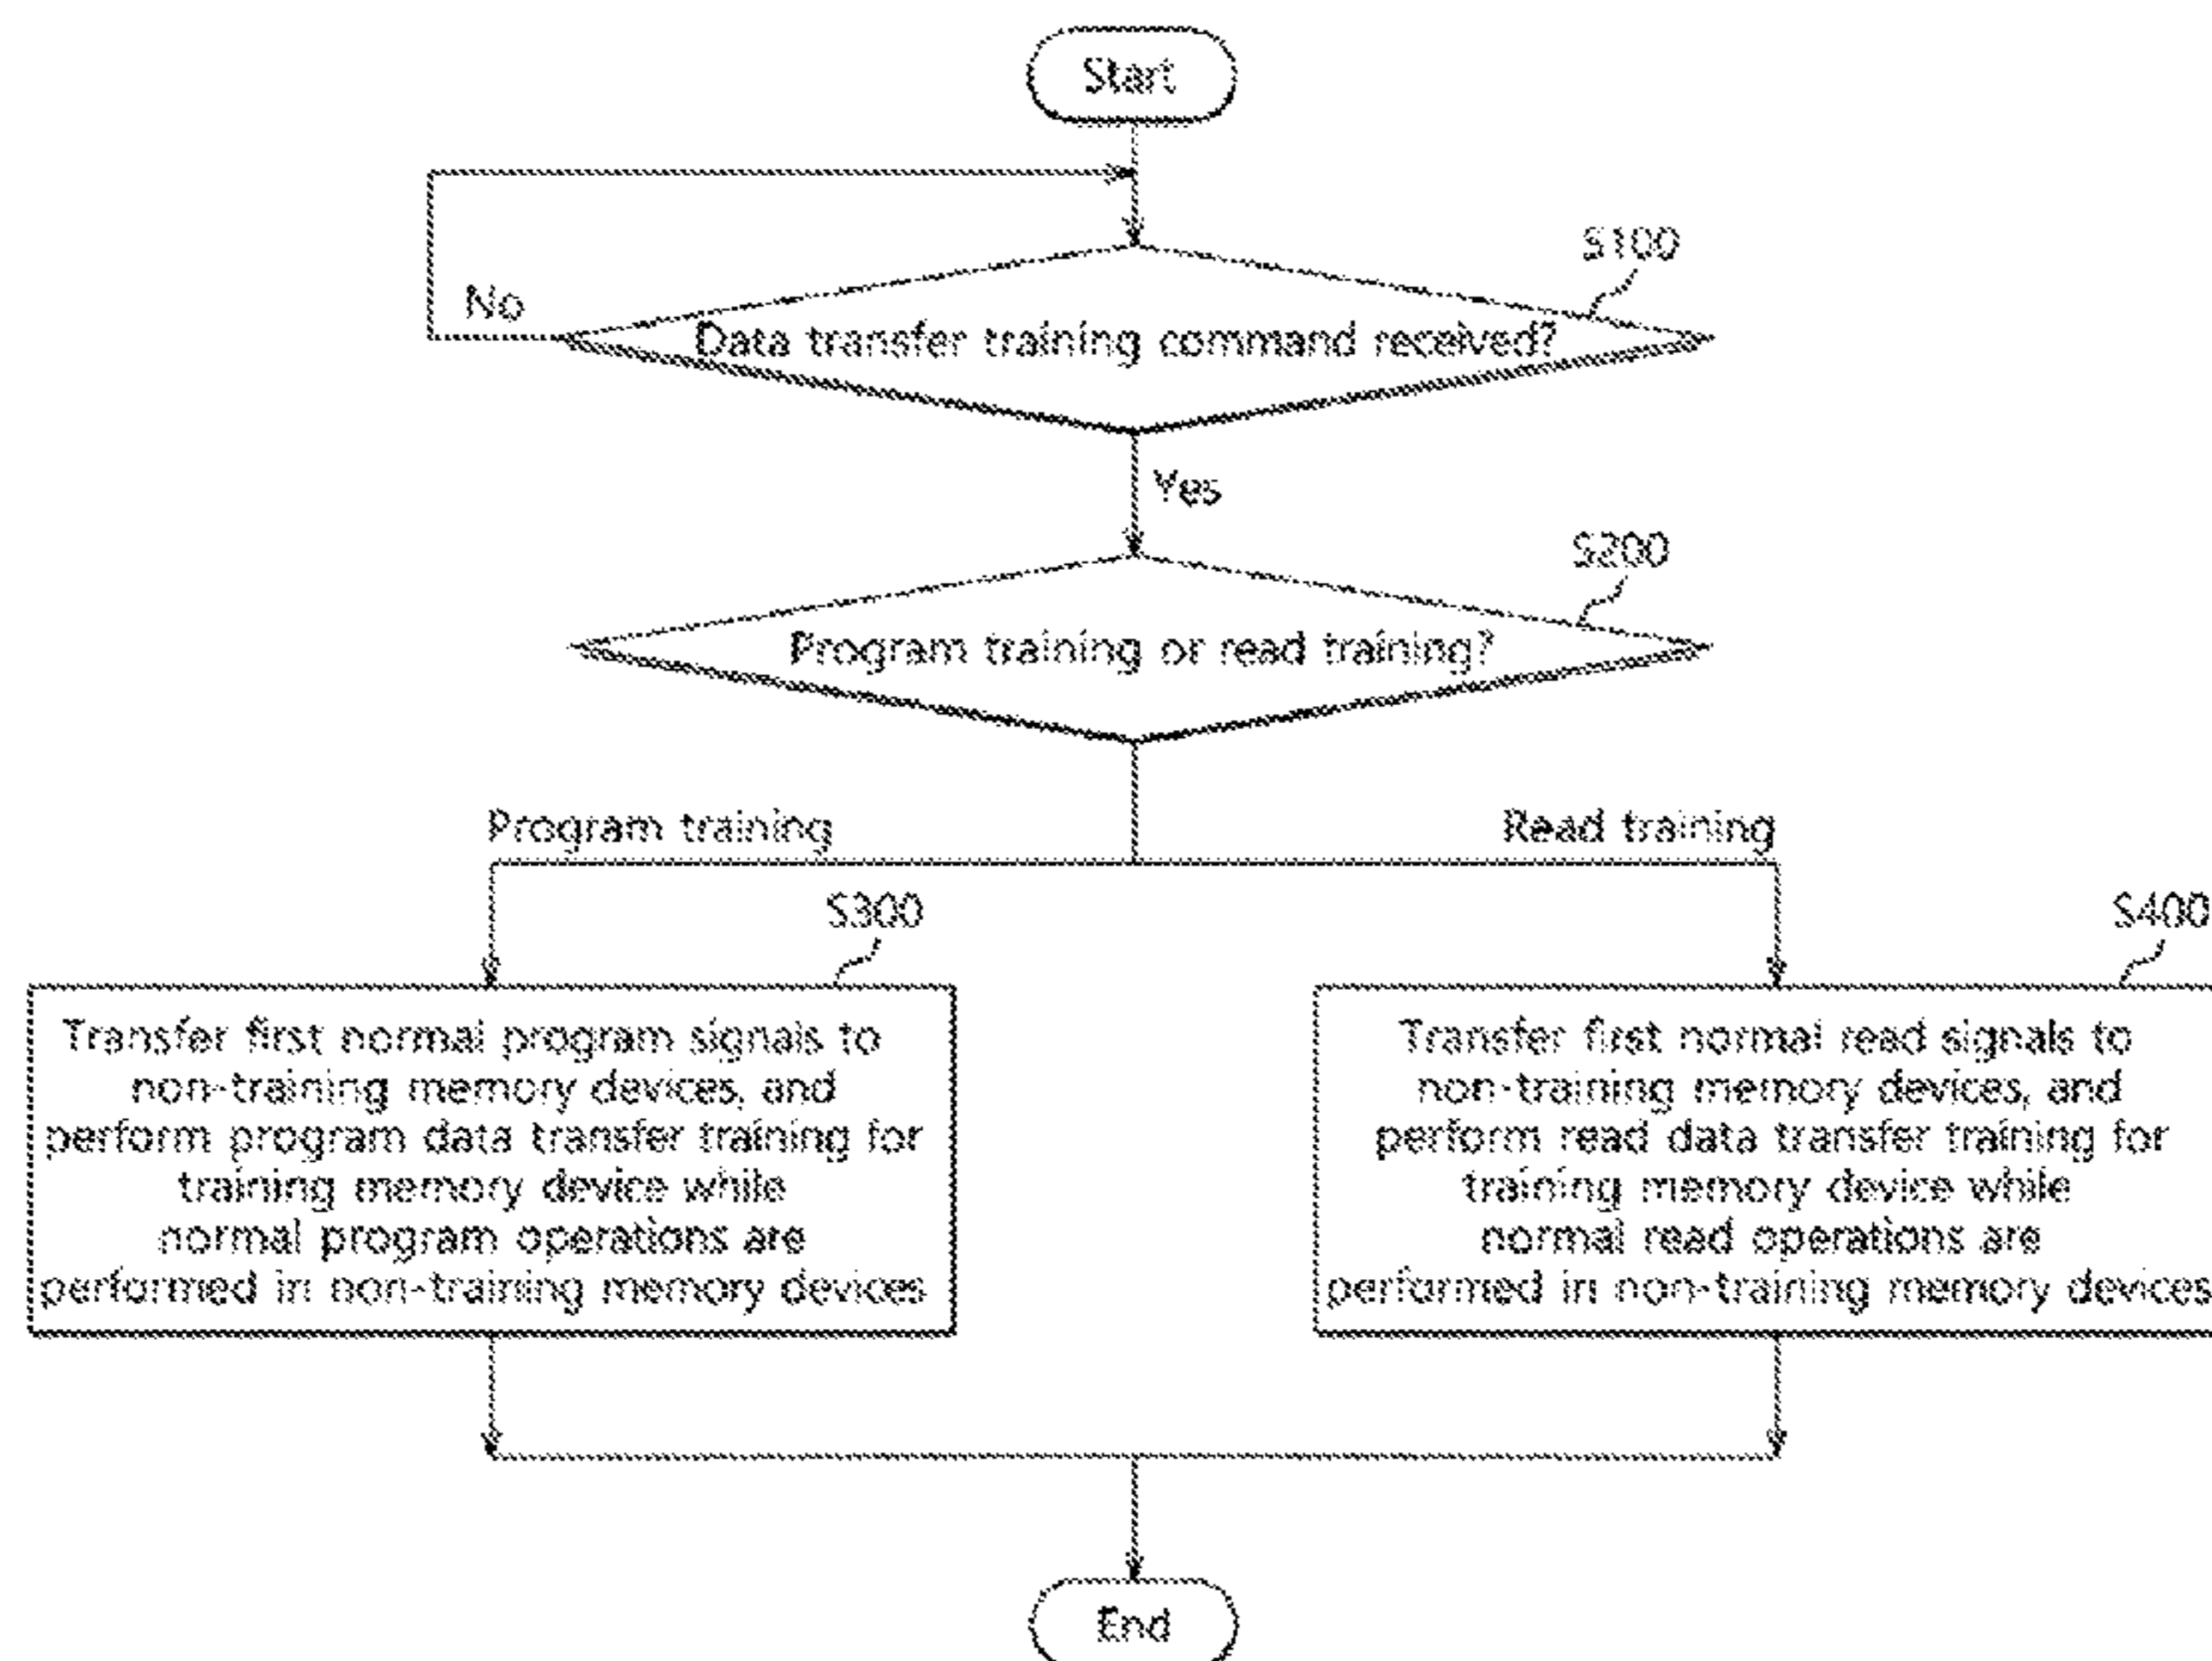 Start
S100
No
Data transfer training command received?
Yes
S200
Program training or read training?
Program training
Read training
S300
S400
Transfer first normal program signals to
non-training memory devices, and
perform program data transfer training for
training memory device while
normal program operations are
performed in non-training memory devices
Transfer first normal read signals to
non-training memory devices, and
perform read data transfer training for
training memory device while
normal read operations are
performed in non-training memory devices
End